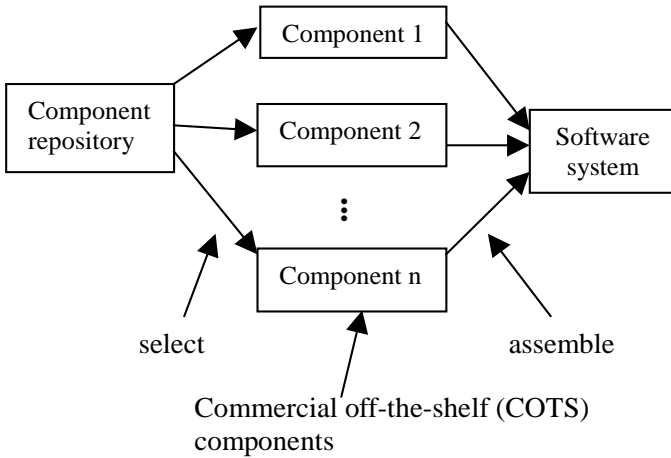 Component 1
Component
repository
Component 2
Software
system
Component n
select
assemble
Commercial off-the-shelf (COTS)
components